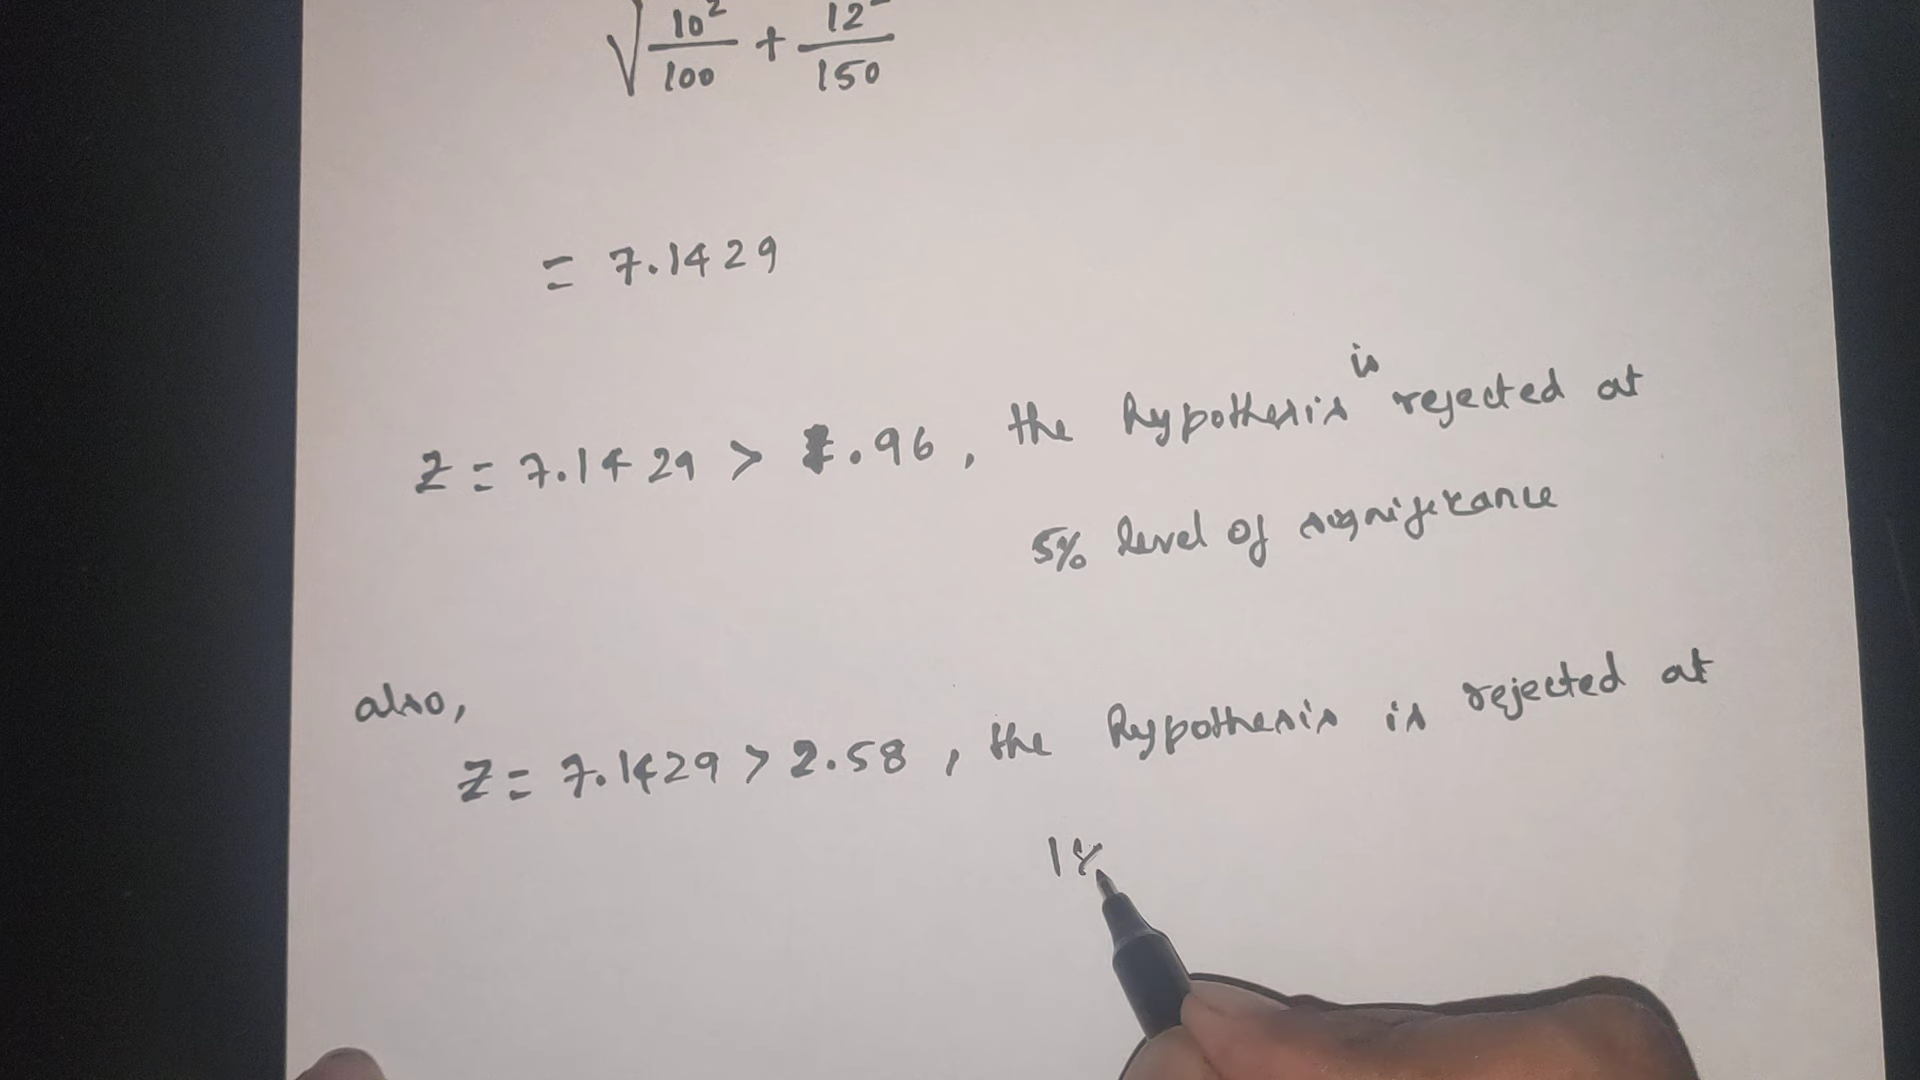 √ 10²/100 + 12²/150
= 7.1429
Z = 7.1429 > 1.96, the hypothesis is rejected at
5% level of significance
also,
Z = 7.1429 > 2.58, the hypothesis is rejected at
1%